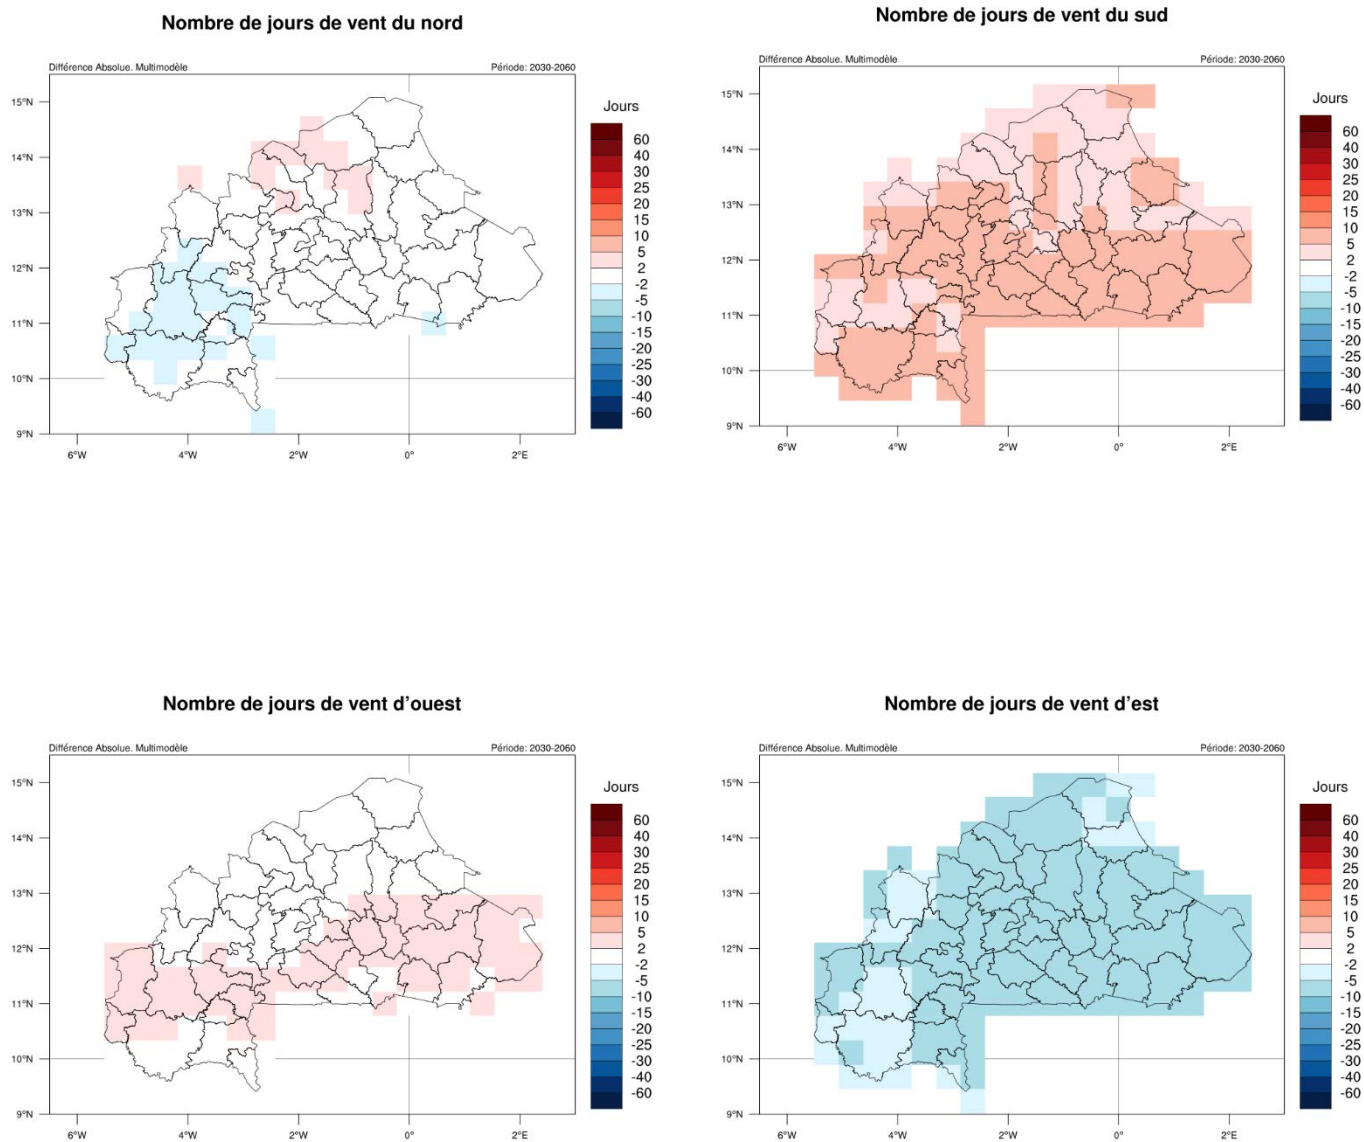 Nombre de jours de vent du nord
Différence Absolue. Multimodèle Période: 2030-2060
Jours
60
40
30
25
20
15
10
5
2
-2
-5
-10
-15
-20
-25
-30
-40
-60
15°N
14°N
13°N
12°N
11°N
10°N
9°N
6°W 4°W 2°W 0° 2°E
Nombre de jours de vent du sud
Différence Absolue. Multimodèle Période: 2030-2060
Jours
60
40
30
25
20
15
10
5
2
-2
-5
-10
-15
-20
-25
-30
-40
-60
15°N
14°N
13°N
12°N
11°N
10°N
9°N
6°W 4°W 2°W 0° 2°E
Nombre de jours de vent d'ouest
Différence Absolue. Multimodèle Période: 2030-2060
Jours
60
40
30
25
20
15
10
5
2
-2
-5
-10
-15
-20
-25
-30
-40
-60
15°N
14°N
13°N
12°N
11°N
10°N
9°N
6°W 4°W 2°W 0° 2°E
Nombre de jours de vent d'est
Différence Absolue. Multimodèle Période: 2030-2060
Jours
60
40
30
25
20
15
10
5
2
-2
-5
-10
-15
-20
-25
-30
-40
-60
15°N
14°N
13°N
12°N
11°N
10°N
9°N
6°W 4°W 2°W 0° 2°E